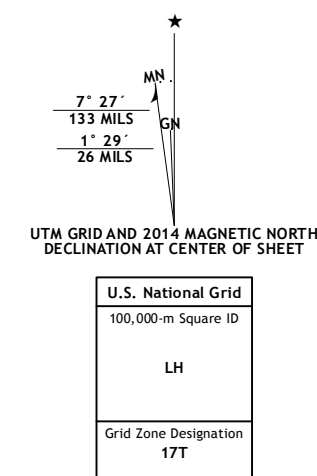 ★
MN
7° 27´
133 MILS
GN
1° 29´
26 MILS
UTM GRID AND 2014 MAGNETIC NORTH
DECLINATION AT CENTER OF SHEET
U.S. National Grid
100,000-m Square ID
LH
Grid Zone Designation
17T